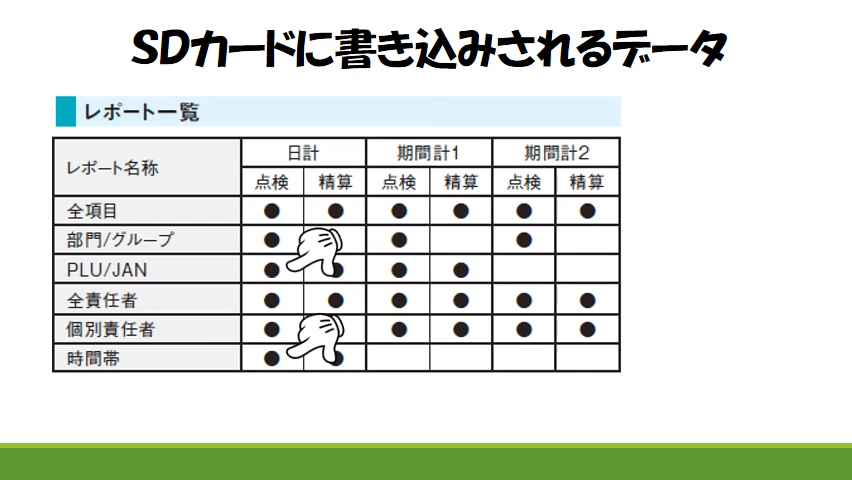 SDカードに書き込みされるデータ
レポート一覧
レポート名称 日計 期間計1 期間計2
点検 精算 点検 精算 点検 精算
全項目 ● ● ● ● ● ●
部門/グループ ● ● ●
PLU/JAN ● ● ● ●
全責任者 ● ● ● ● ● ●
個別責任者 ● ● ● ● ●
時間帯 ● ●